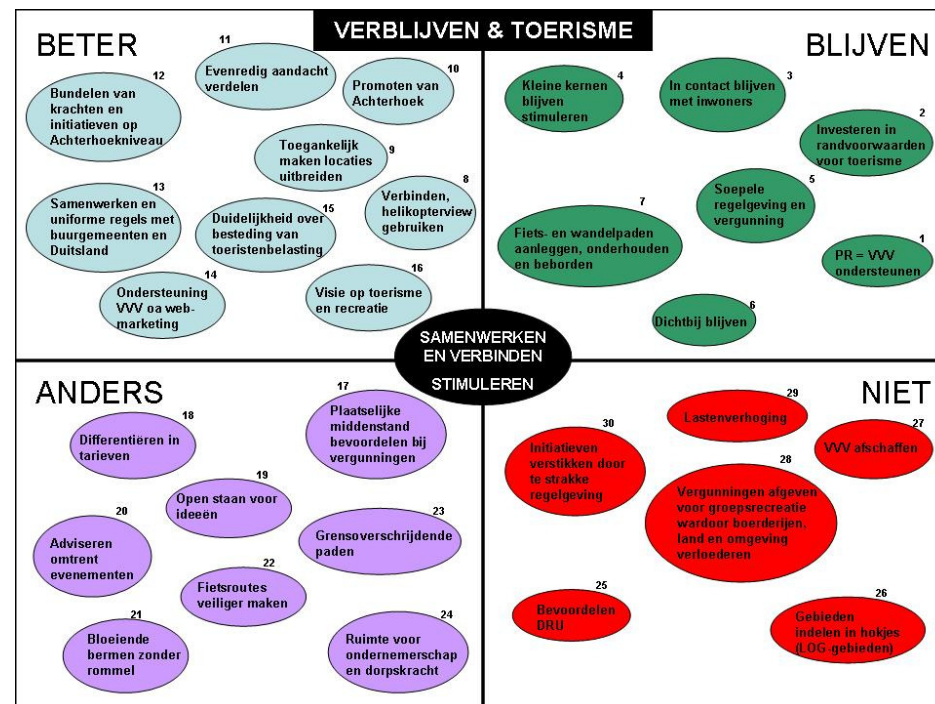 VERBLIJVEN & TOERISME
BETER
12
Bundelen van
krachten en
initiatieven op
Achterhoekniveau
11
Evenredig aandacht
verdelen
10
Promoten van
Achterhoek
9
Toegankelijk
maken locaties
uitbreiden
13
Samenwerken en
uniforme regels met
buurgemeenten en
Duitsland
15
Duidelijkheid over
besteding van
toeristenbelasting
8
Verbinden,
helikopterview
gebruiken
14
Ondersteuning
VVV oa web-
marketing
16
Visie op toerisme
en recreatie
BLIJVEN
4
Kleine kernen
blijven
stimuleren
3
In contact blijven
met inwoners
2
Investeren in
randvoorwaarden
voor toerisme
5
Soepele
regelgeving en
vergunning
7
Fiets- en wandelpaden
aanleggen, onderhouden
en beborden
1
PR = VVV
ondersteunen
6
Dichtbij blijven
SAMENWERKEN
EN VERBINDEN
STIMULEREN
ANDERS
18
Differentiëren in
tarieven
17
Plaatselijke
middenstand
bevoordelen bij
vergunningen
19
Open staan voor
ideeën
20
Adviseren
omtrent
evenementen
23
Grensoverschrijdende
paden
22
Fietsroutes
veiliger maken
21
Bloeiende
bermen zonder
rommel
24
Ruimte voor
ondernemerschap
en dorpskracht
NIET
30
Initiatieven
verstikken door
te strakke
regelgeving
29
Lastenverhoging
27
VVV afschaffen
28
Vergunningen afgeven
voor groepsrecreatie
wardoor boerderijen,
land en omgeving
verloederen
25
Bevoordelen
DRU
26
Gebieden
indelen in hokjes
(LOG-gebieden)